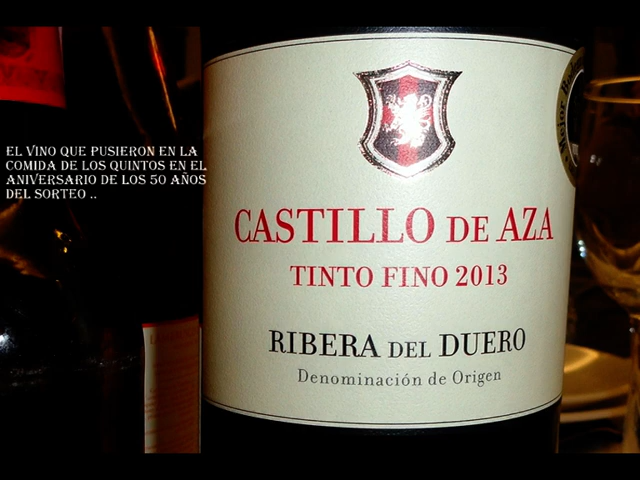 EL VINO QUE PUSIERON EN LA
COMIDA DE LOS QUINTOS EN EL
ANIVERSARIO DE LOS 50 AÑOS
DEL SORTEO ..
CASTILLO DE AZA
TINTO FINO 2013
RIBERA DEL DUERO
Denominación de Origen
Mejor